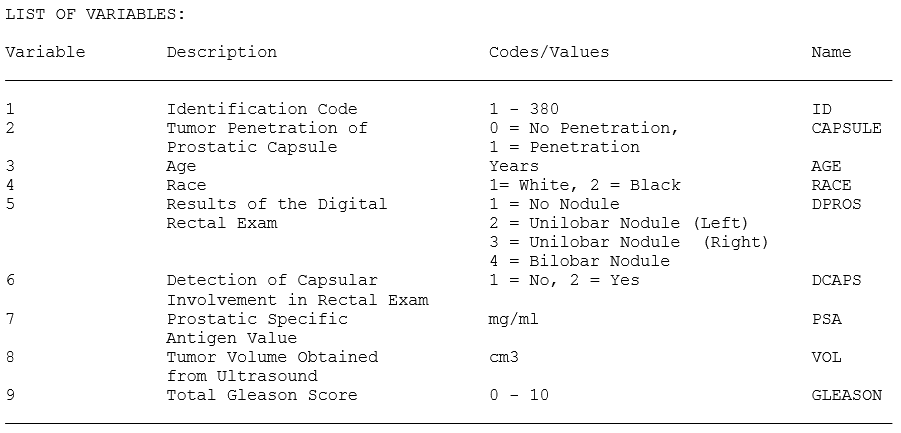 LIST OF VARIABLES:
Variable Description Codes/Values Name
1 Identification Code 1 - 380 ID
2 Tumor Penetration of 0 = No Penetration, CAPSULE
Prostatic Capsule 1 = Penetration
3 Age Years AGE
4 Race 1= White, 2 = Black RACE
5 Results of the Digital 1 = No Nodule DPROS
Rectal Exam 2 = Unilobar Nodule (Left)
3 = Unilobar Nodule (Right)
4 = Bilobar Nodule
6 Detection of Capsular 1 = No, 2 = Yes DCAPS
Involvement in Rectal Exam
7 Prostatic Specific mg/ml PSA
Antigen Value
8 Tumor Volume Obtained cm3 VOL
from Ultrasound
9 Total Gleason Score 0 - 10 GLEASON